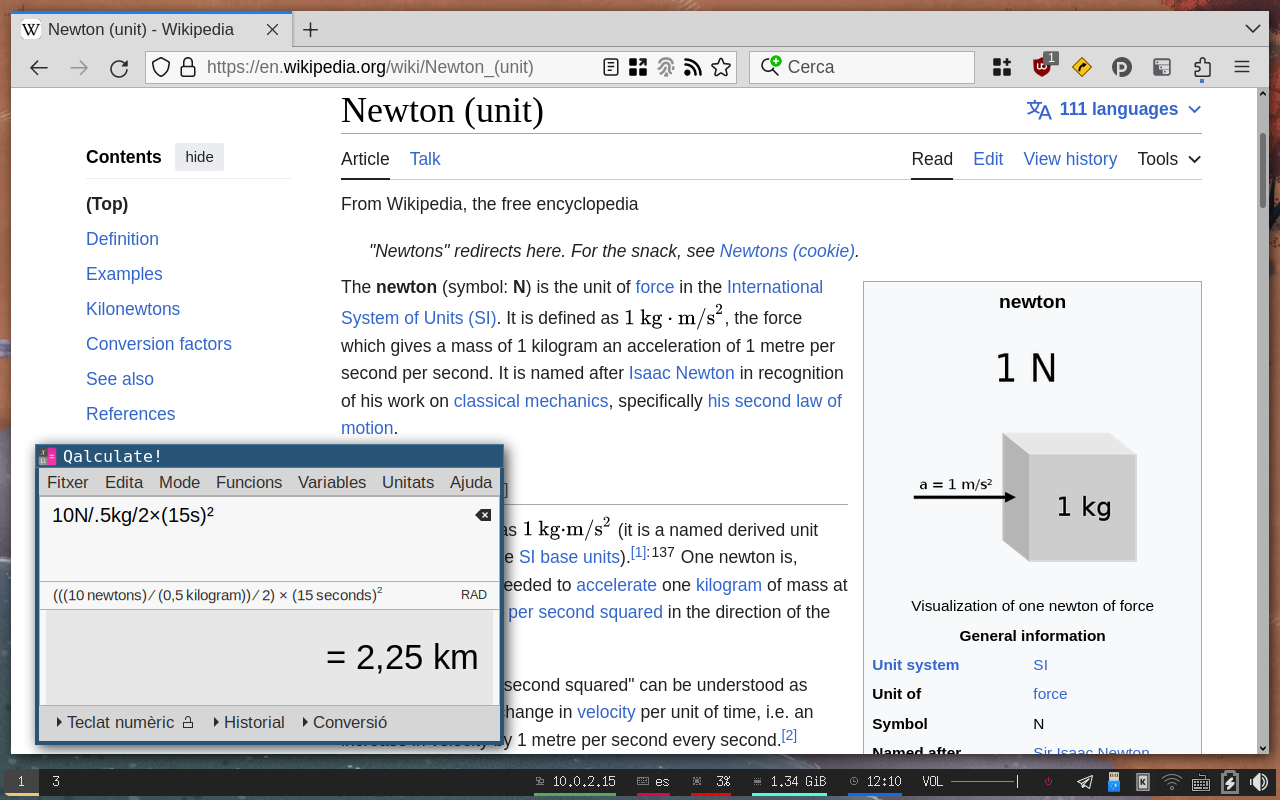 Newton (unit) - Wikipedia
https://en.wikipedia.org/wiki/Newton_(unit)
Cerca
1
Newton (unit)
111 languages
Contents
hide
Article
Talk
Read
Edit
View history
Tools
(Top)
Definition
Examples
Kilonewtons
Conversion factors
See also
References
From Wikipedia, the free encyclopedia
"Newtons" redirects here. For the snack, see Newtons (cookie).
The newton (symbol: N) is the unit of force in the International
System of Units (SI). It is defined as 1 kg · m/s², the force
which gives a mass of 1 kilogram an acceleration of 1 metre per
second per second. It is named after Isaac Newton in recognition
of his work on classical mechanics, specifically his second law of
motion.
]
as 1 kg·m/s² (it is a named derived unit
SI base units).[1]:137 One newton is,
to accelerate one kilogram of mass at
per second squared in the direction of the
second squared" can be understood as
in velocity per unit of time, i.e. an
by 1 metre per second every second.[2]
newton
1 N
a = 1 m/s²
1 kg
Visualization of one newton of force
General information
Unit system SI
Unit of force
Symbol N
Named after Sir Isaac Newton
Qalculate!
Fitxer Edita Mode Funcions Variables Unitats Ajuda
10N/.5kg/2×(15s)²
(((10 newtons) ∕ (0,5 kilogram)) ∕ 2) × (15 seconds)²
RAD
= 2,25 km
Teclat numèric
Historial
Conversió
1
3
10.0.2.15
es
3%
1.34 GiB
12:10
VOL